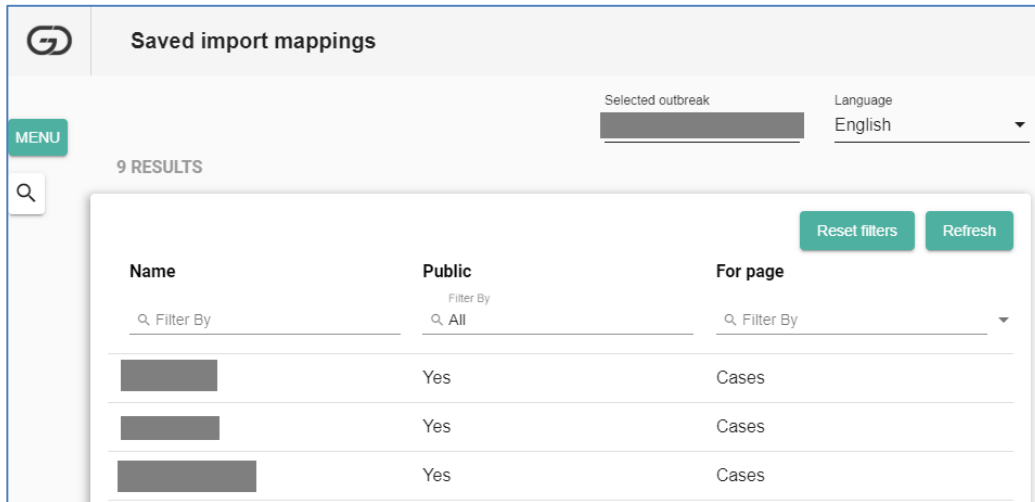 Saved import mappings
Selected outbreak Language
English
MENU
9 RESULTS
Reset filters Refresh
Name Public For page
Filter By
Filter By All Filter By
Yes Cases
Yes Cases
Yes Cases